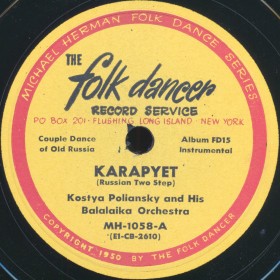 MICHAEL HERMAN FOLK DANCE SERIES
THE
folk dancer
RECORD SERVICE
PO BOX 201-FLUSHING, LONG ISLAND NEW YORK
Couple Dance of Old Russia
Album FD15 Instrumental
KARAPYET
(Russion Two Step)
Kostya Poliansky and His
Balalaika Orchestra
MH-1058-A
(E1-CB-2610)
COPYRIGHT 1950 BY THE FOLK DANCER